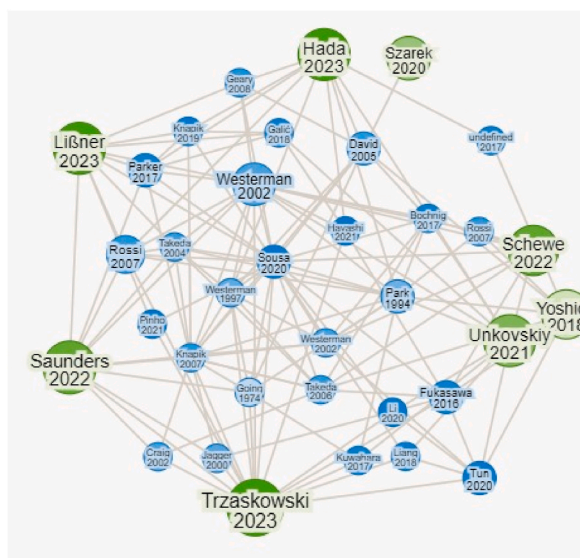 Hada
2023
Szarek
2020
Geary
2008
Lißner
2023
Knapik
2019
Galić
2018
David
2005
undefined
2017
Parker
2017
Westerman
2002
Rossi
2007
Takeda
2004
Sousa
2020
Hayashi
2021
Bochnig
2017
Rossi
2007
Schewe
2022
Westerman
1997
Park
1994
Yoshio
2018
Pinho
2021
Knapik
2007
Westerman
2002
Unkovskiy
2021
Saunders
2022
Going
1974
Takeda
2006
Li
2020
Fukasawa
2016
Craig
2002
Jagger
2000
Kuwahara
2017
Liang
2018
Tun
2020
Trzaskowski
2023